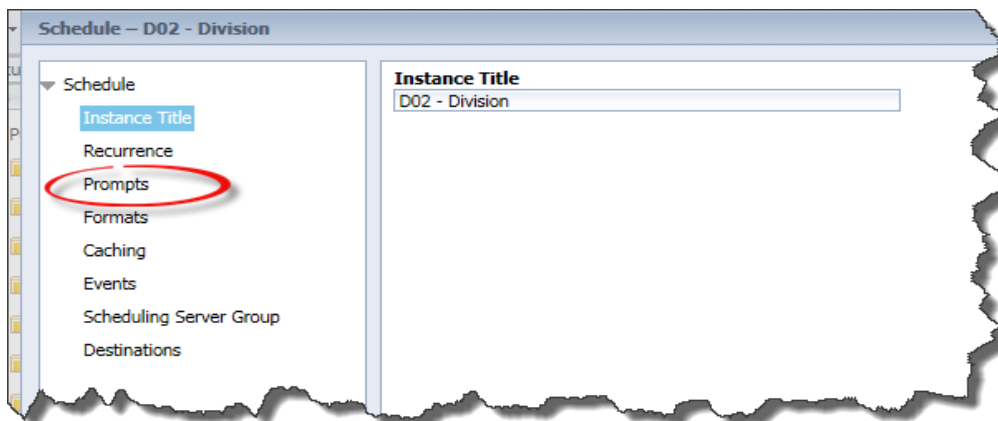 Schedule – D02 - Division
Schedule
Instance Title
Recurrence
Prompts
Formats
Caching
Events
Scheduling Server Group
Destinations
Instance Title
D02 - Division